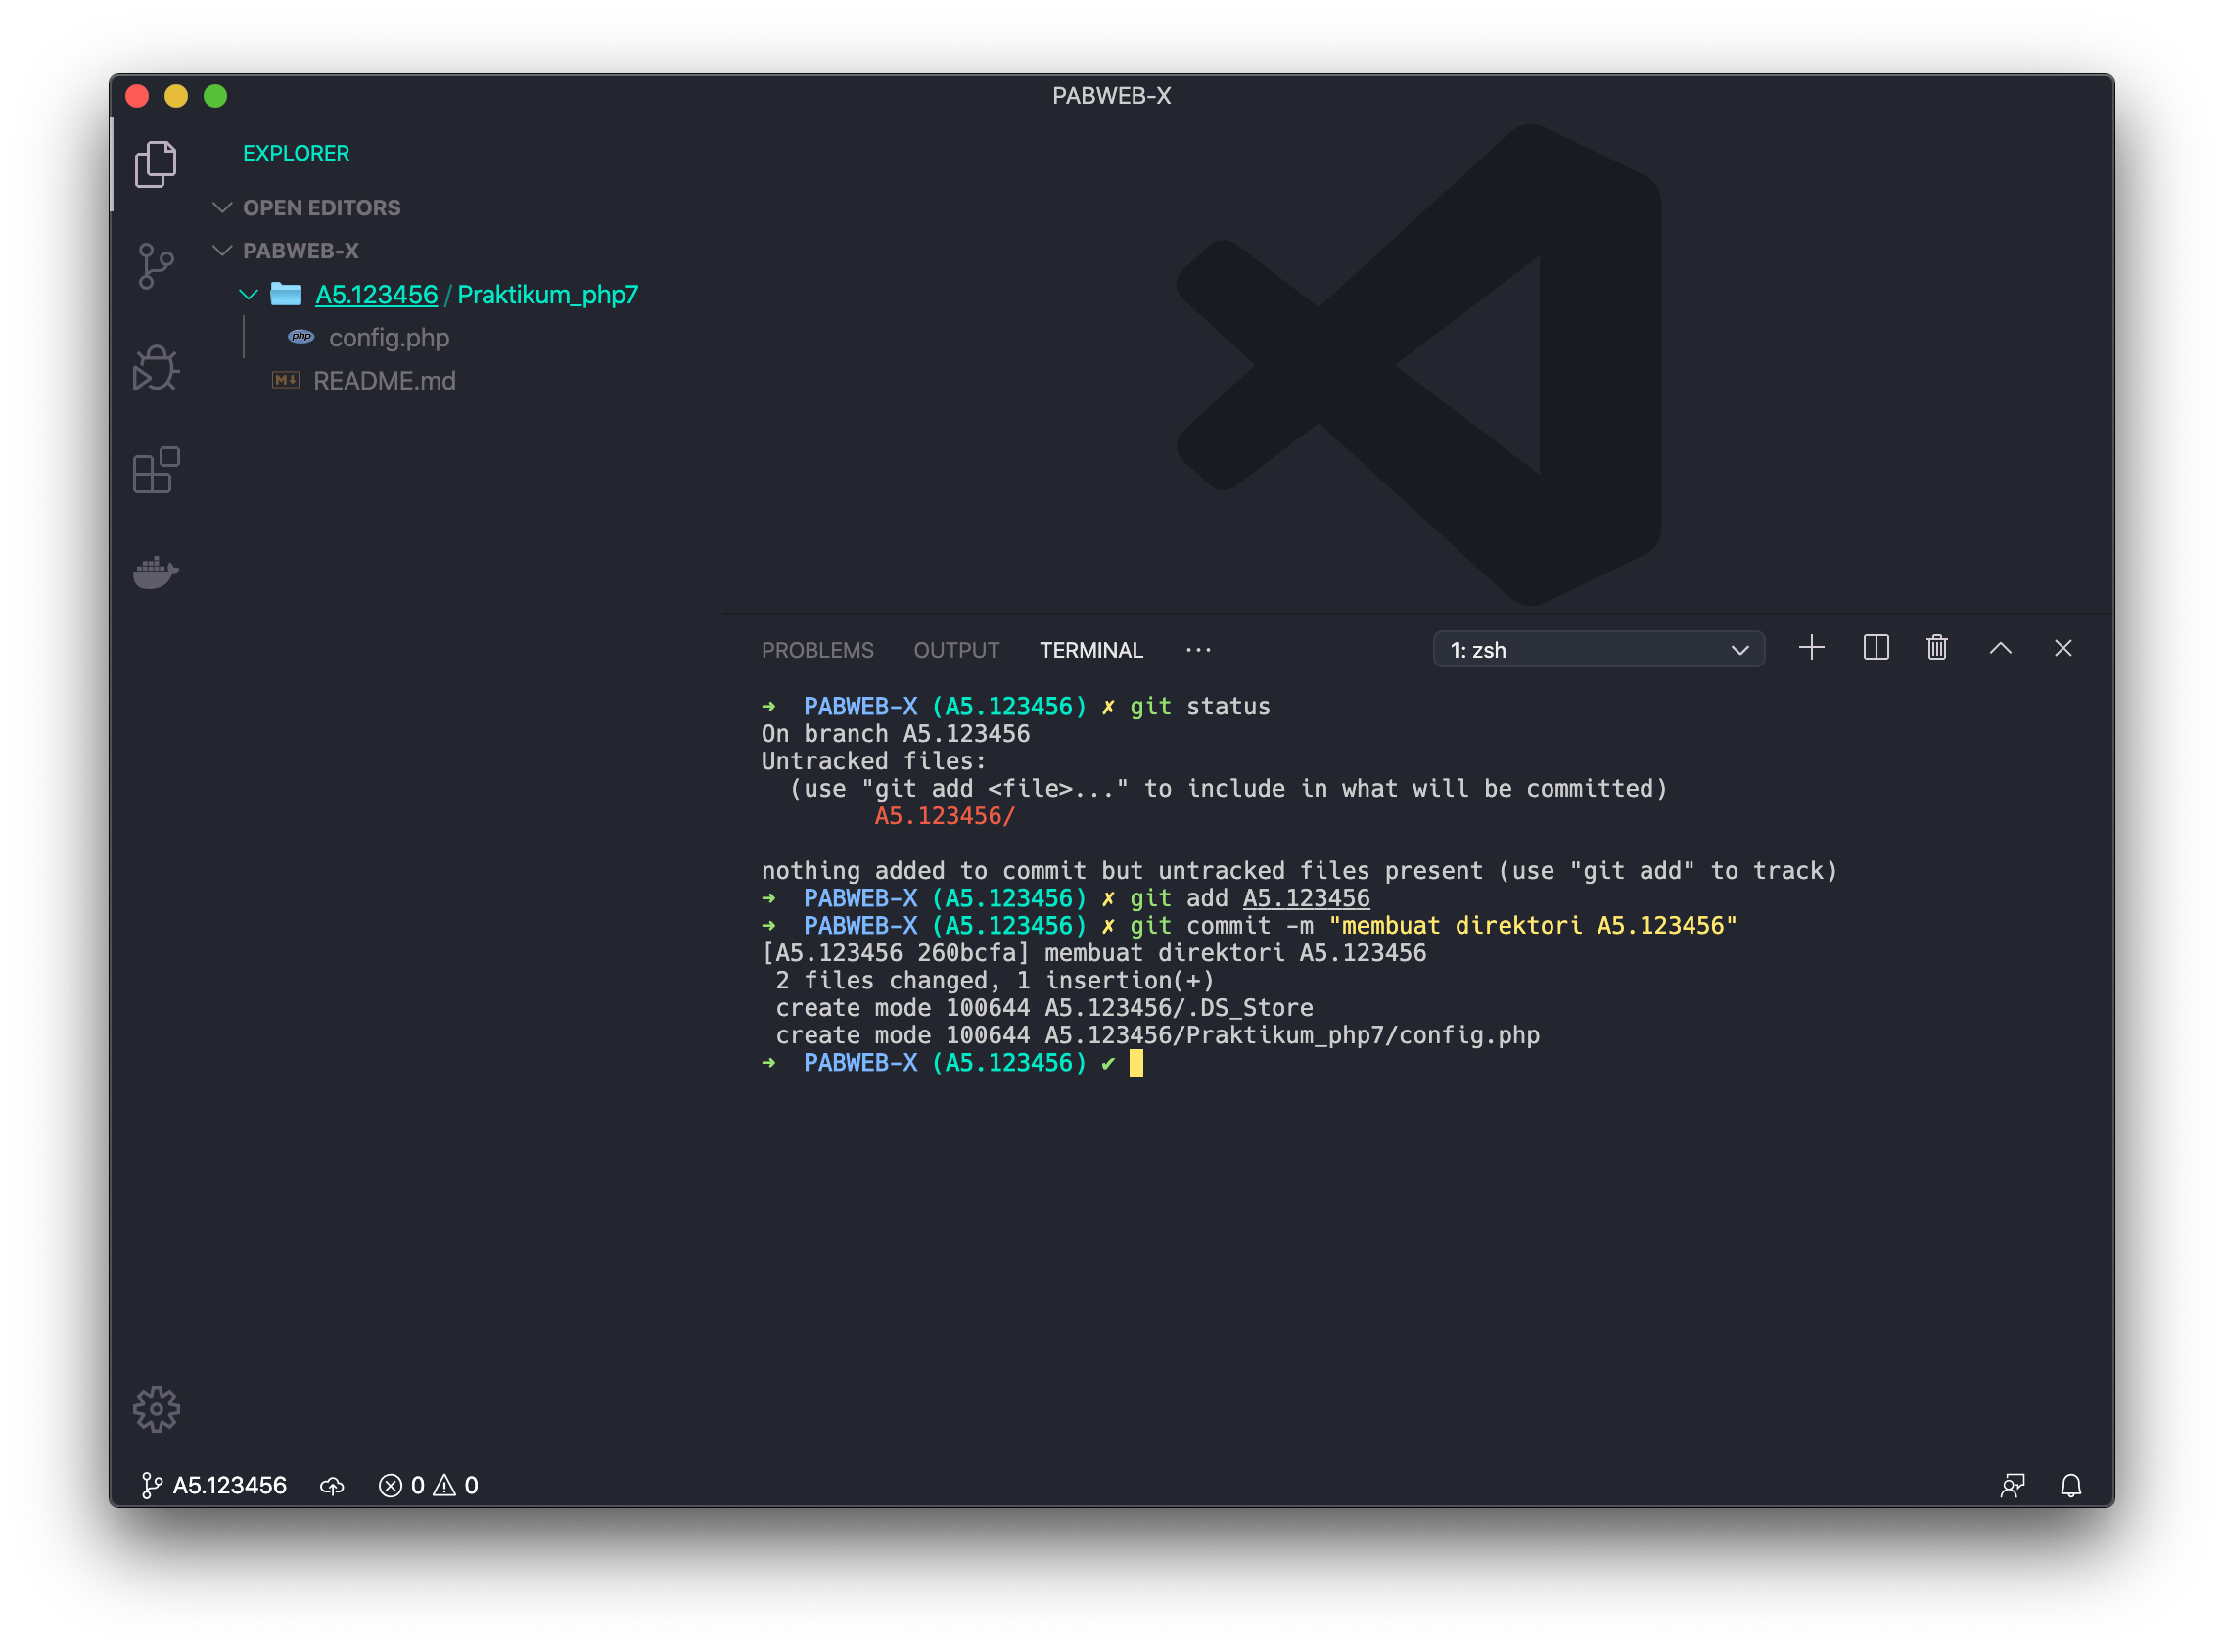 PABWEB-X
EXPLORER
OPEN EDITORS
PABWEB-X
A5.123456 / Praktikum_php7
php config.php
M↓ README.md
PROBLEMS OUTPUT TERMINAL ··· 1: zsh
➜ PABWEB-X (A5.123456) ✗ git status
On branch A5.123456
Untracked files:
(use "git add <file>..." to include in what will be committed)
A5.123456/
nothing added to commit but untracked files present (use "git add" to track)
➜ PABWEB-X (A5.123456) ✗ git add A5.123456
➜ PABWEB-X (A5.123456) ✗ git commit -m "membuat direktori A5.123456"
[A5.123456 260bcfa] membuat direktori A5.123456
2 files changed, 1 insertion(+)
create mode 100644 A5.123456/.DS_Store
create mode 100644 A5.123456/Praktikum_php7/config.php
➜ PABWEB-X (A5.123456) ✔
A5.123456 0 0